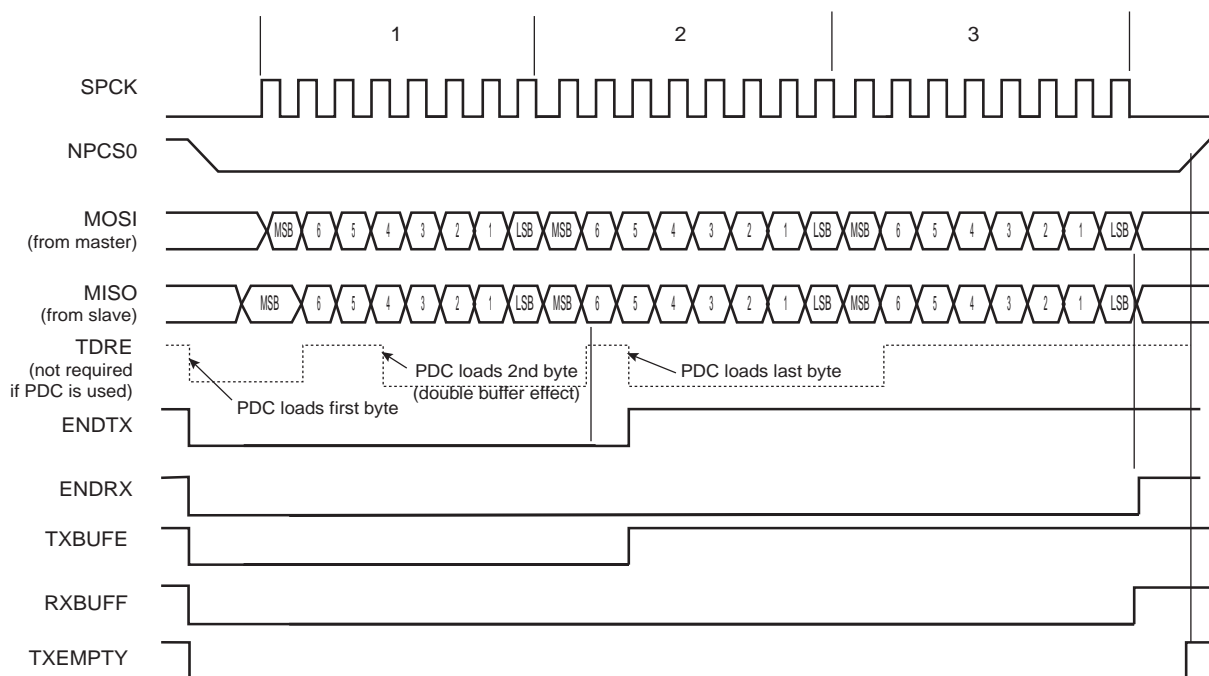 1 2 3
SPCK
NPCS0
MOSI
(from master)
MSB 6 5 4 3 2 1 LSB MSB 6 5 4 3 2 1 LSB MSB 6 5 4 3 2 1 LSB
MISO
(from slave)
MSB 6 5 4 3 2 1 LSB MSB 6 5 4 3 2 1 LSB MSB 6 5 4 3 2 1 LSB
TDRE
(not required
if PDC is used)
PDC loads first byte
PDC loads 2nd byte
(double buffer effect)
PDC loads last byte
ENDTX
ENDRX
TXBUFE
RXBUFF
TXEMPTY